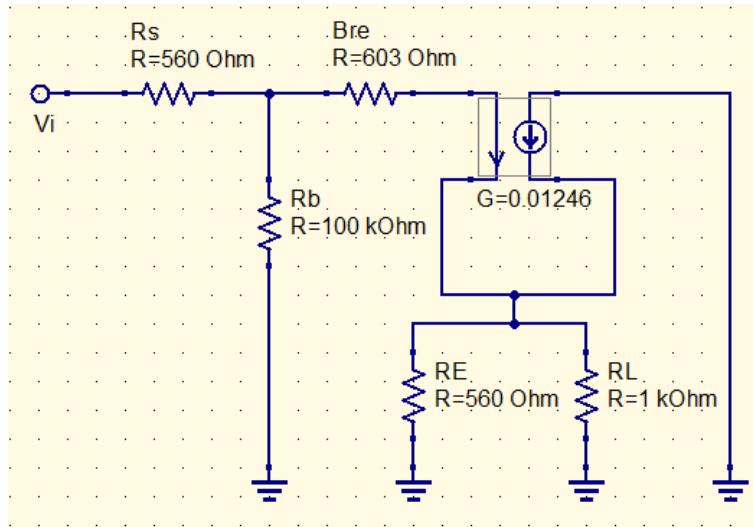 Rs
R=560 Ohm
Bre
R=603 Ohm
Vi
Rb
R=100 kOhm
G=0.01246
RE
R=560 Ohm
RL
R=1 kOhm